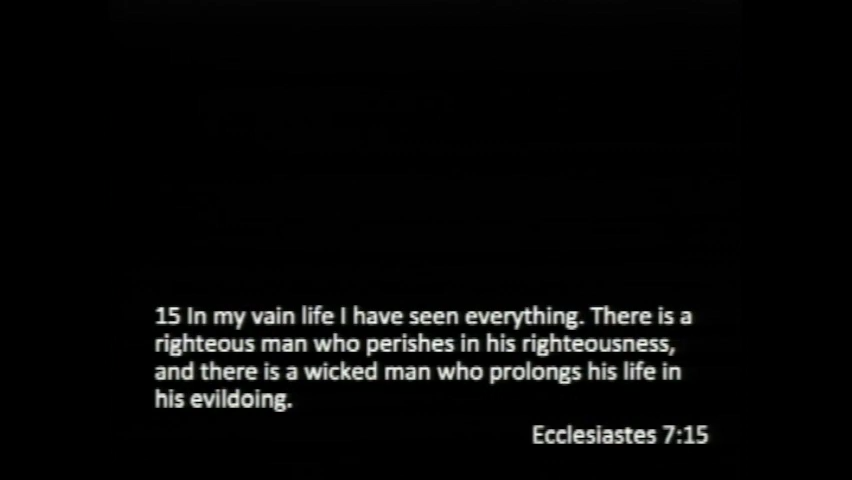 15 In my vain life I have seen everything. There is a
righteous man who perishes in his righteousness,
and there is a wicked man who prolongs his life in
his evildoing.
Ecclesiastes 7:15